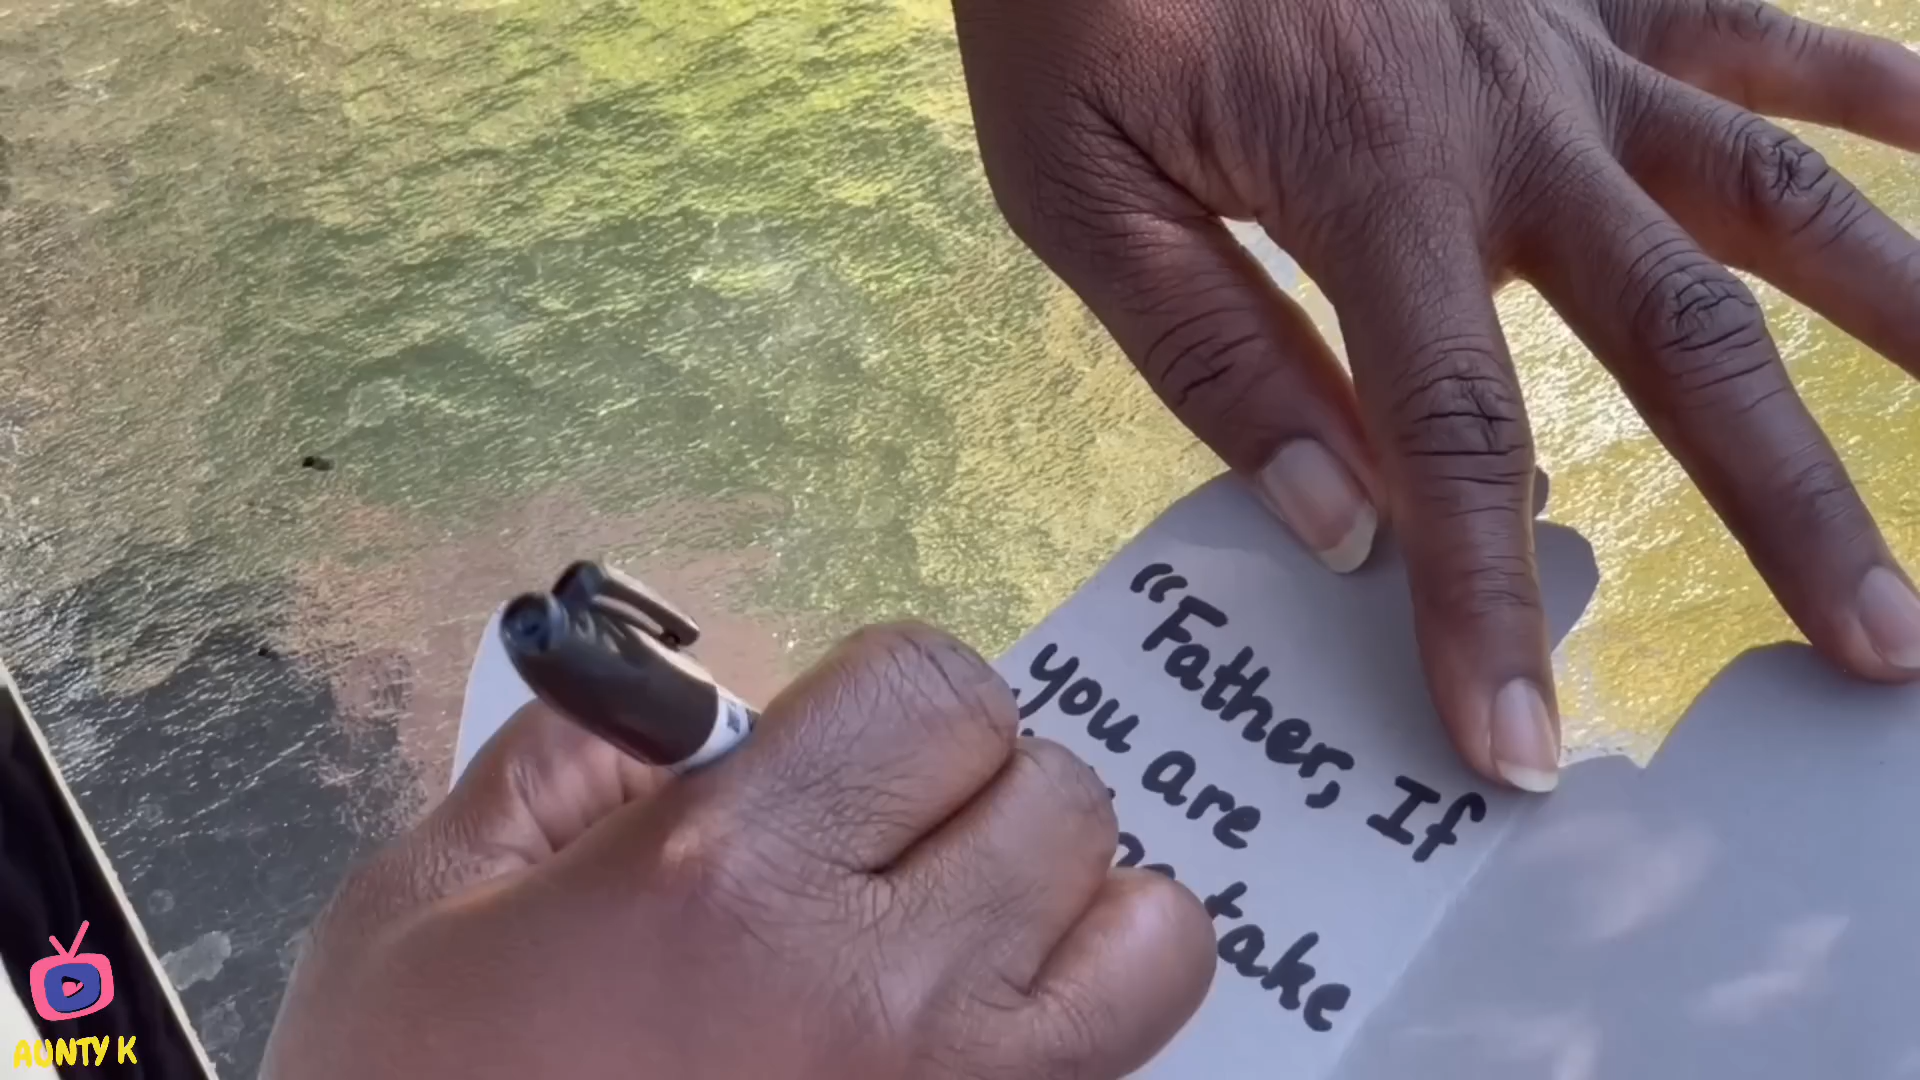 “Father, If
you are
take
AUNTY K